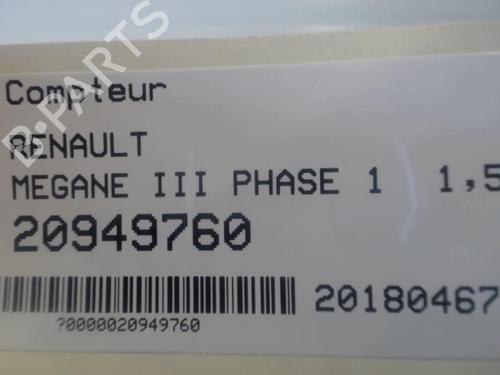 B-PARTS
Compteur
RENAULT
MEGANE III PHASE 1 1,5
20949760
20180467
?0000020949760